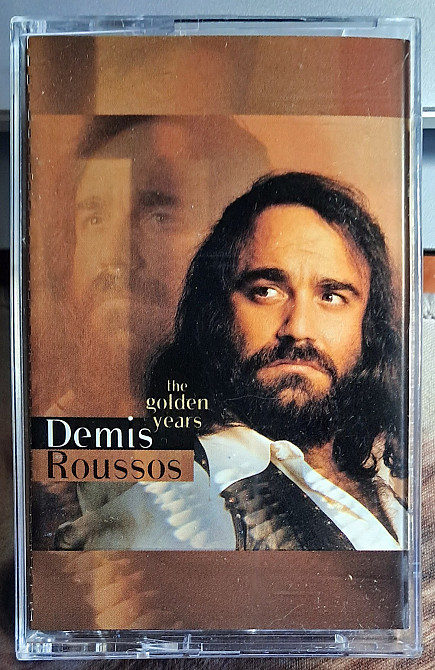 the
golden
years
Demis
Roussos